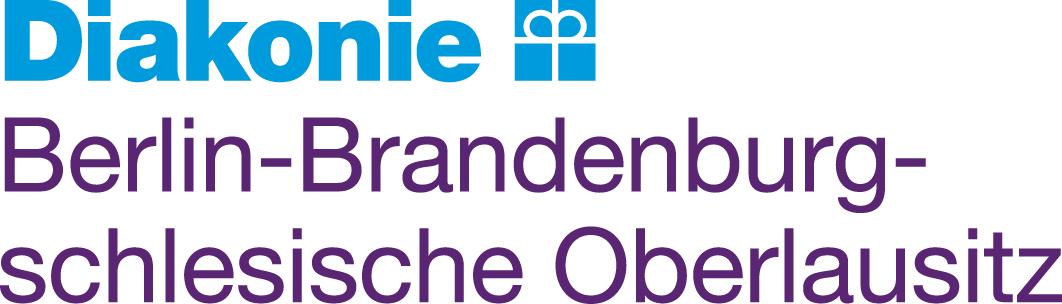 Diakonie
Berlin-Brandenburg-
schlesische Oberlausitz